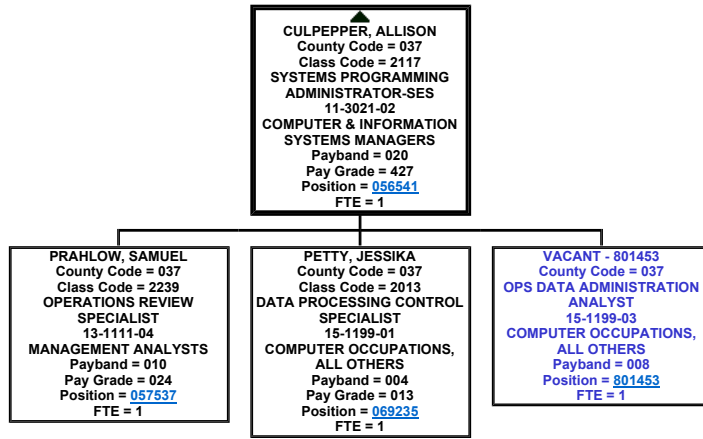 CULPEPPER, ALLISON
County Code = 037
Class Code = 2117
SYSTEMS PROGRAMMING
ADMINISTRATOR-SES
11-3021-02
COMPUTER & INFORMATION
SYSTEMS MANAGERS
Payband = 020
Pay Grade = 427
Position = 056541
FTE = 1
PRAHLOW, SAMUEL
County Code = 037
Class Code = 2239
OPERATIONS REVIEW
SPECIALIST
13-1111-04
MANAGEMENT ANALYSTS
Payband = 010
Pay Grade = 024
Position = 057537
FTE = 1
PETTY, JESSIKA
County Code = 037
Class Code = 2013
DATA PROCESSING CONTROL
SPECIALIST
15-1199-01
COMPUTER OCCUPATIONS,
ALL OTHERS
Payband = 004
Pay Grade = 013
Position = 069235
FTE = 1
VACANT - 801453
County Code = 037
OPS DATA ADMINISTRATION
ANALYST
15-1199-03
COMPUTER OCCUPATIONS,
ALL OTHERS
Payband = 008
Position = 801453
FTE = 1